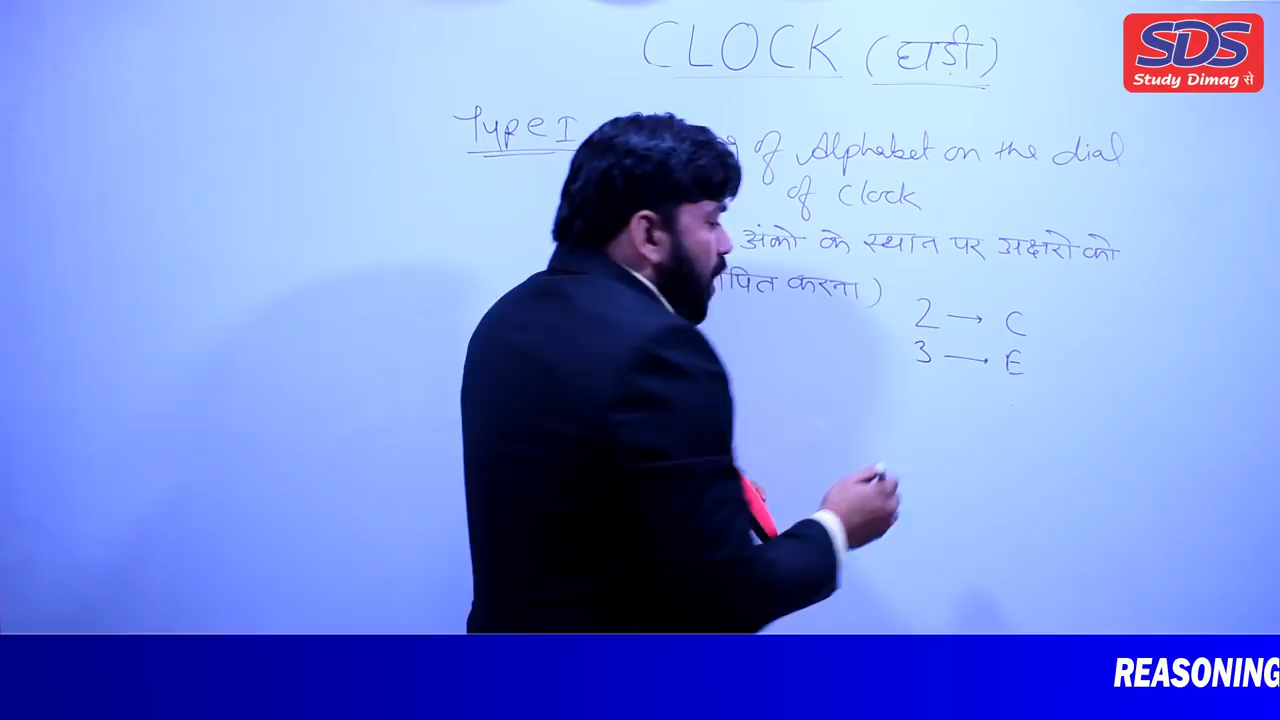 CLOCK (घड़ी)
SDS
Study Dimag से
Type I
of Alphabet on the dial
of Clock
अंको के स्थान पर अक्षरो को
करना )
2 → C
3 → E
REASONING